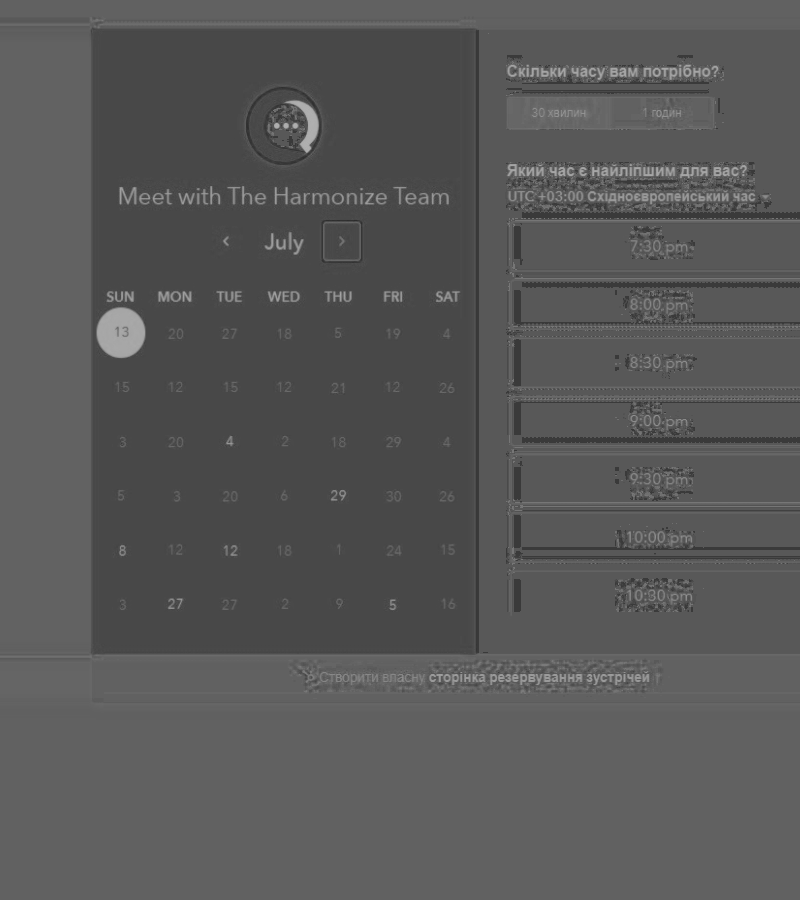 Meet with The Harmonize Team
July
SUN MON TUE WED THU FRI SAT
13 20 27 18 5 19 4
15 12 15 12 21 12 26
3 20 4 2 18 29 4
5 3 20 6 29 30 26
8 12 12 18 1 24 15
3 27 27 2 9 5 16
Скільки часу вам потрібно?
30 хвилин 1 годин
Який час є найліпшим для вас?
UTC +03:00 Східноєвропейський час
7:30 pm
8:00 pm
8:30 pm
9:00 pm
9:30 pm
10:00 pm
10:30 pm
Створити власну сторінка резервування зустрічей